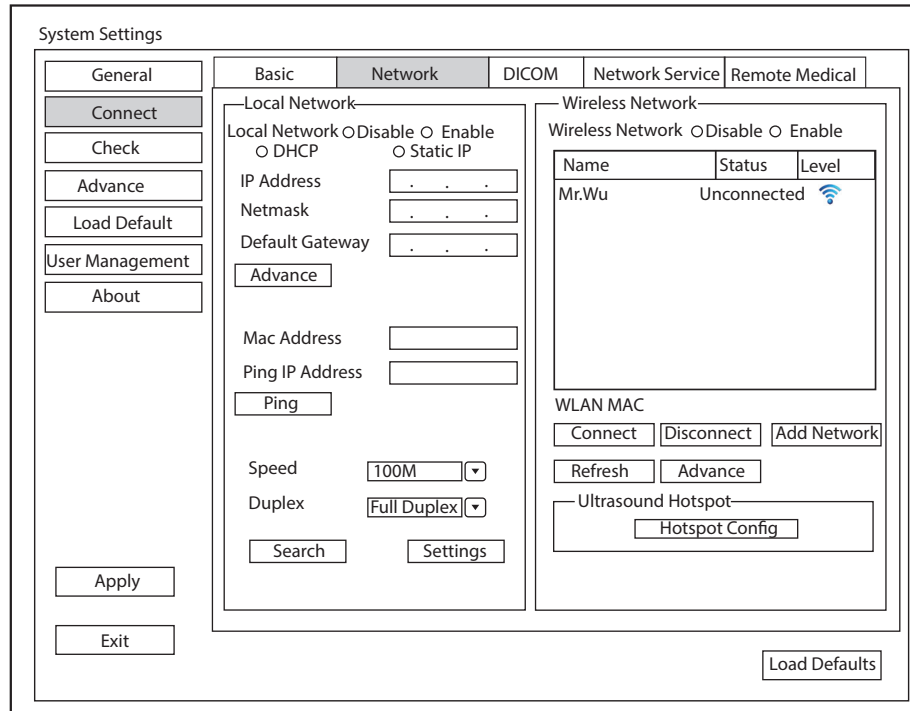 System Settings
General
Connect
Check
Advance
Load Default
User Management
About
Apply
Exit
Basic
Network
DICOM
Network Service
Remote Medical
Local Network
Local Network Disable Enable
DHCP Static IP
IP Address . . .
Netmask . . .
Default Gateway . . .
Advance
Mac Address
Ping IP Address
Ping
Speed 100M
Duplex Full Duplex
Search Settings
Wireless Network
Wireless Network Disable Enable
Name Status Level
Mr.Wu Unconnected
WLAN MAC
Connect Disconnect Add Network
Refresh Advance
Ultrasound Hotspot
Hotspot Config
Load Defaults